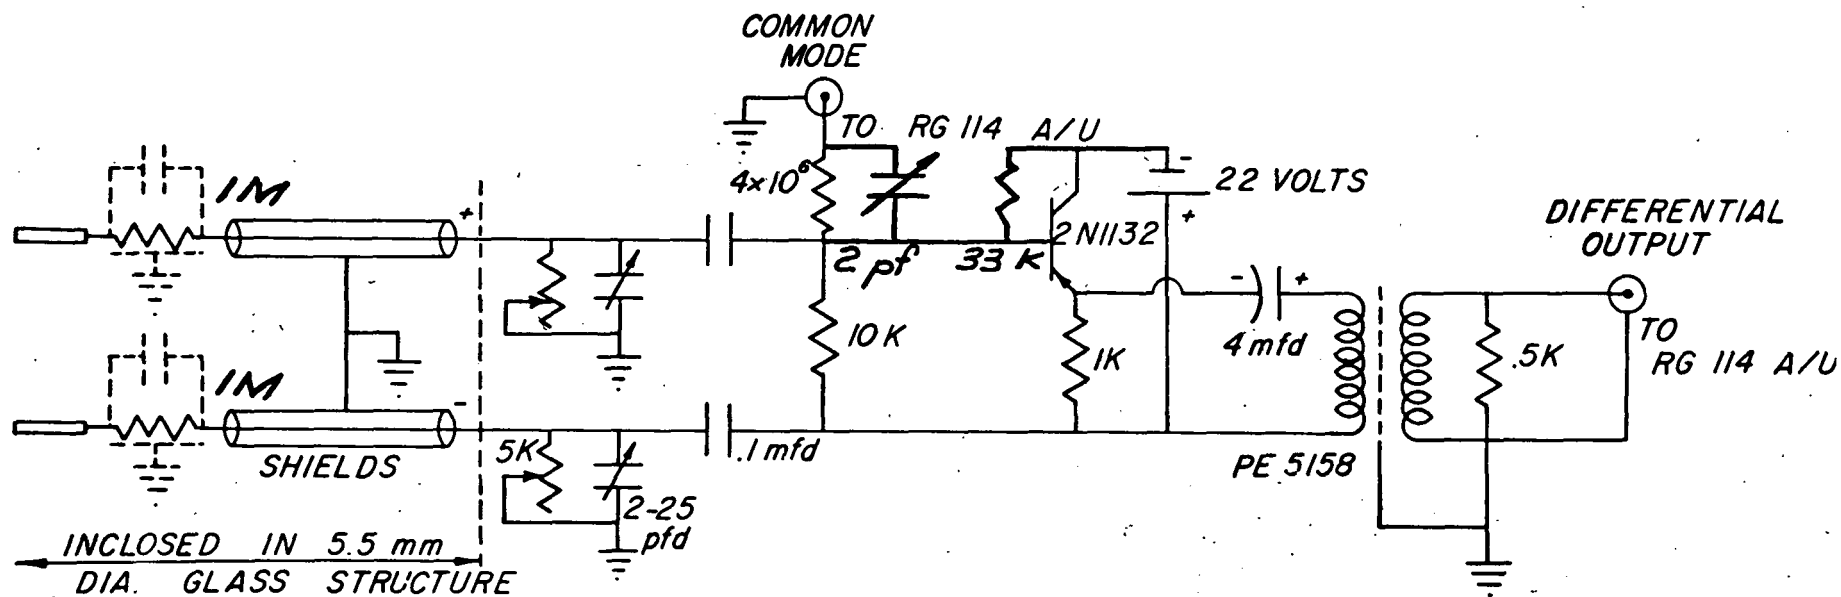 COMMON
MODE
TO RG 114 A/U
4x10⁶
1M
+
-
22 VOLTS
+
2N1132
DIFFERENTIAL
OUTPUT
2 pf
33 K
- +
10 K
1K
4 mfd
.5K
TO
RG 114 A/U
1M
-
SHIELDS
5K
.1 mfd
2-25
pfd
PE 5158
INCLOSED IN 5.5 mm
DIA. GLASS STRUCTURE